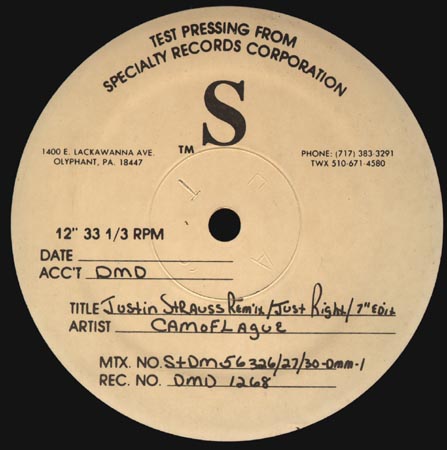 TEST PRESSING FROM
SPECIALTY RECORDS CORPORATION
S
TM
1400 E. LACKAWANNA AVE.
OLYPHANT, PA. 18447
PHONE: (717) 383-3291
TWX 510-671-4580
12" 33 1/3 RPM
DATE
ACC'T DMD
TITLE Justin Strauss Remix/Just Right/7"Edit
ARTIST CAMOFLAGUE
MTX. NO. StDM56326/27/30-Dmm-1
REC. NO. DMD 1268